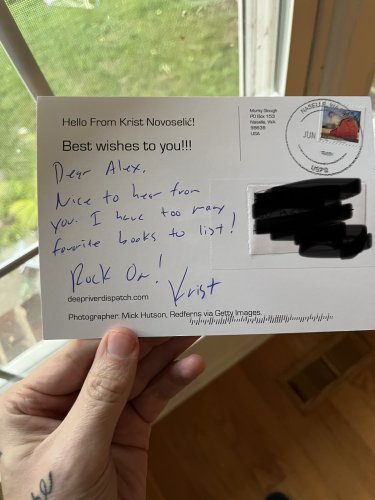 Hello From Krist Novoselić!
Best wishes to you!!!
Murky Slough
PO Box 153
Naselle, WA
98638
USA
NASELLE, WA
JUN
USPS
Dear Alex,
Nice to hear from
you. I have too many
favorite books to list!
Rock On!
Krist
deepriverdispatch.com
Photographer: Mick Hutson, Redferns via Getty Images.